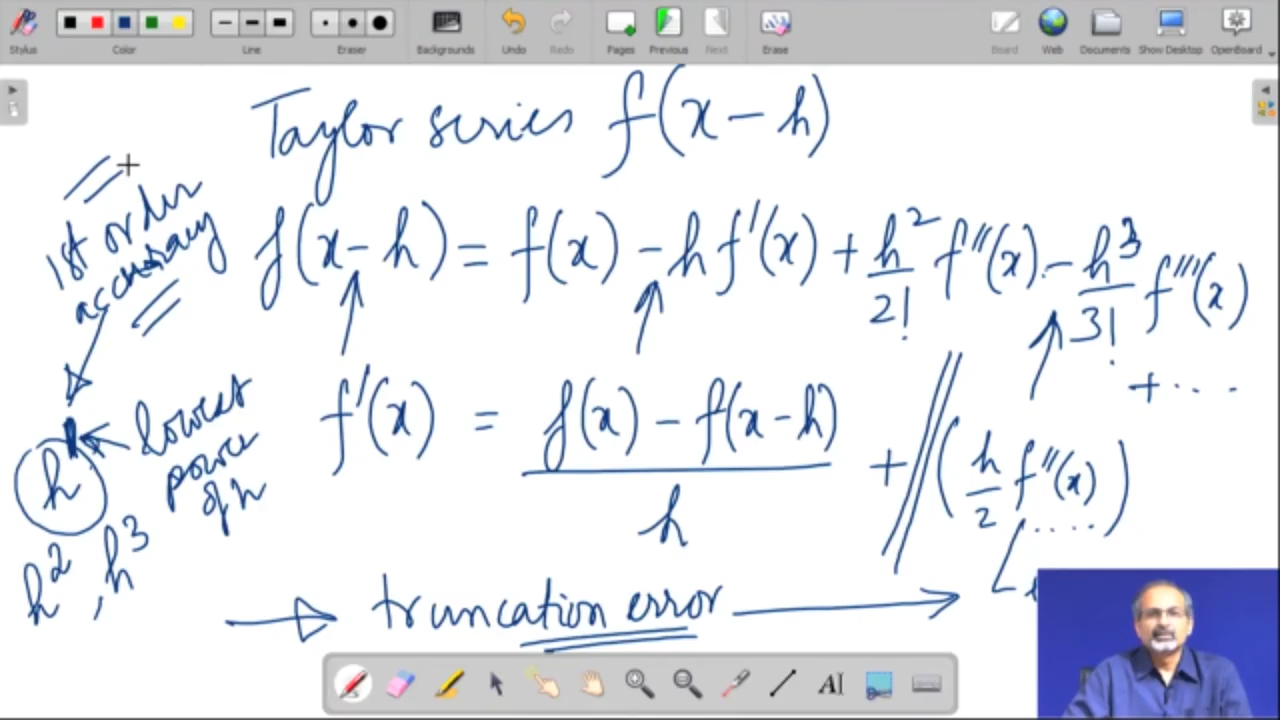 Stylus Color Line Eraser Backgrounds Undo Redo Pages Previous Next Erase Board Web Documents Show Desktop OpenBoard
Taylor series f(x-h)
1st order
accuracy
f(x-h) = f(x) - hf'(x) + h²/2! f''(x) - h³/3! f'''(x)
+ ....
h
lowest
power
of h
f'(x) = f(x) - f(x-h) / h + (h/2 f''(x)
....)
h², h³
truncation error
AI